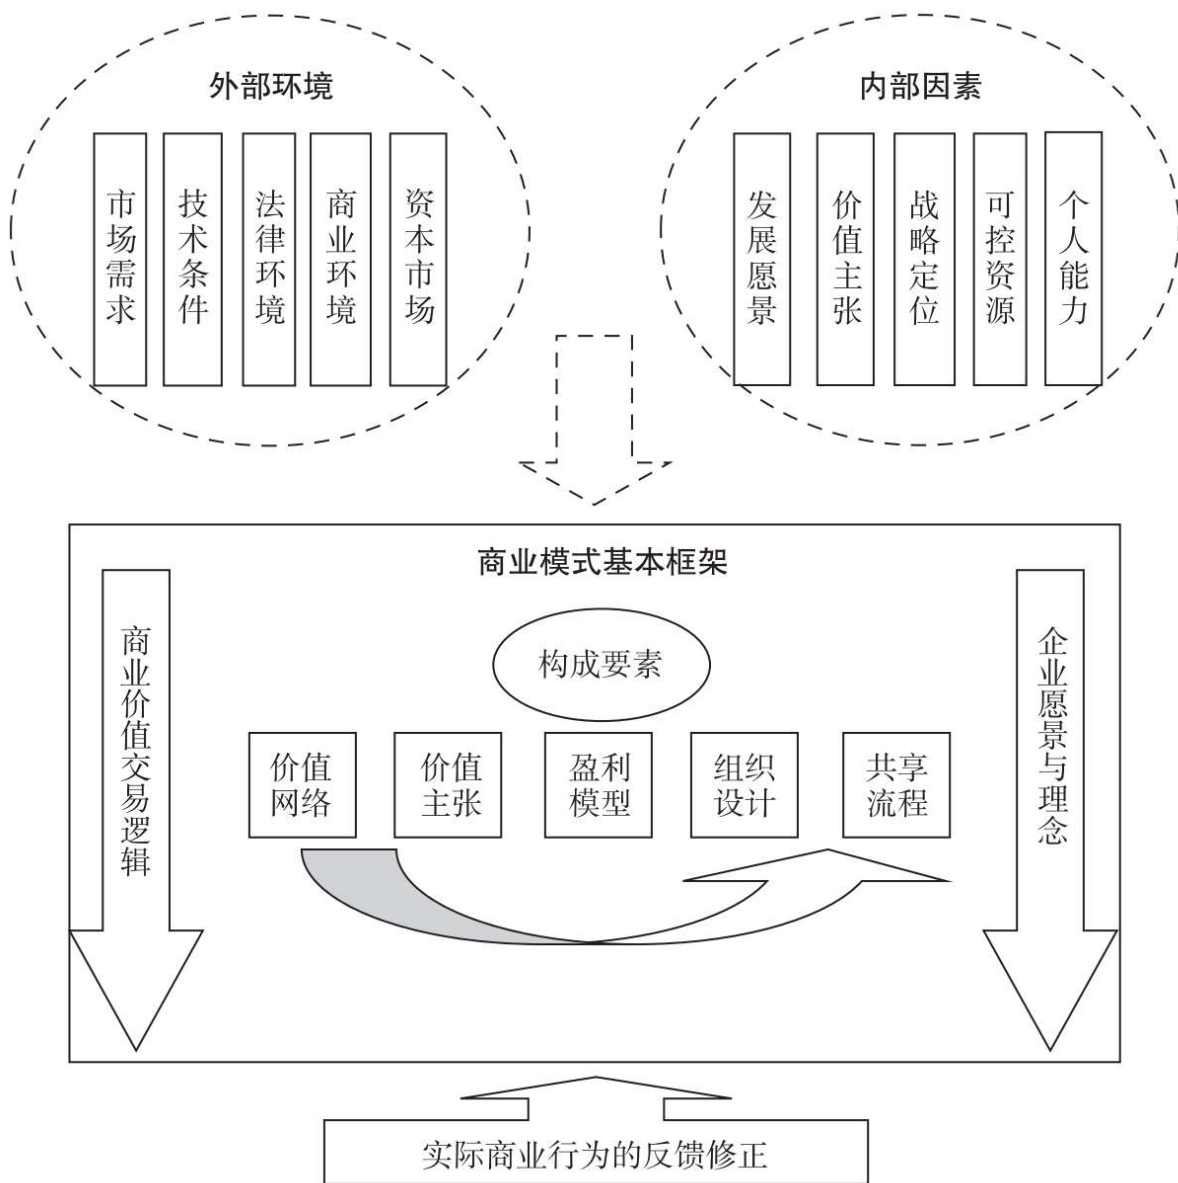 外部环境
市场需求
技术条件
法律环境
商业环境
资本市场
内部因素
发展愿景
价值主张
战略定位
可控资源
个人能力
商业模式基本框架
商业价值交易逻辑
构成要素
价值
网络
价值
主张
盈利
模型
组织
设计
共享
流程
企业愿景与理念
实际商业行为的反馈修正